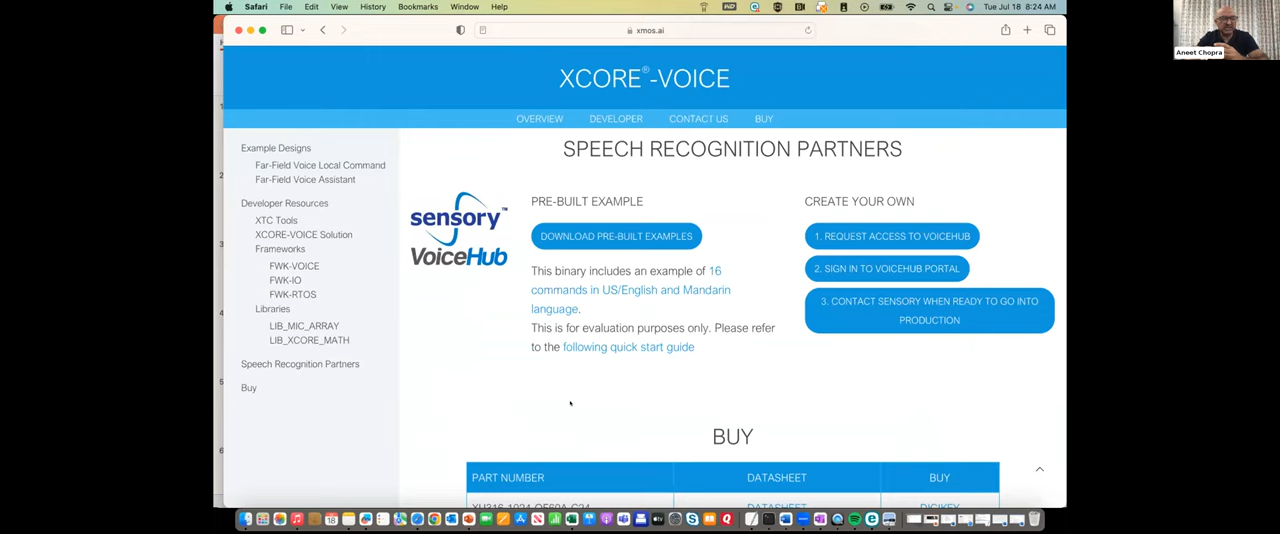 Safari File Edit View History Bookmarks Window Help
Tue Jul 18 8:24 AM
xmos.ai
Aneet Chopra
XCORE®-VOICE
OVERVIEW DEVELOPER CONTACT US BUY
Example Designs
Far-Field Voice Local Command
Far-Field Voice Assistant
Developer Resources
XTC Tools
XCORE-VOICE Solution
Frameworks
FWK-VOICE
FWK-IO
FWK-RTOS
Libraries
LIB_MIC_ARRAY
LIB_XCORE_MATH
Speech Recognition Partners
Buy
SPEECH RECOGNITION PARTNERS
sensory™
VoiceHub
PRE-BUILT EXAMPLE
DOWNLOAD PRE-BUILT EXAMPLES
This binary includes an example of 16
commands in US/English and Mandarin
language.
This is for evaluation purposes only. Please refer
to the following quick start guide
CREATE YOUR OWN
1. REQUEST ACCESS TO VOICEHUB
2. SIGN IN TO VOICEHUB PORTAL
3. CONTACT SENSORY WHEN READY TO GO INTO
PRODUCTION
BUY
PART NUMBER DATASHEET BUY
DATASHEET DIGIKEY